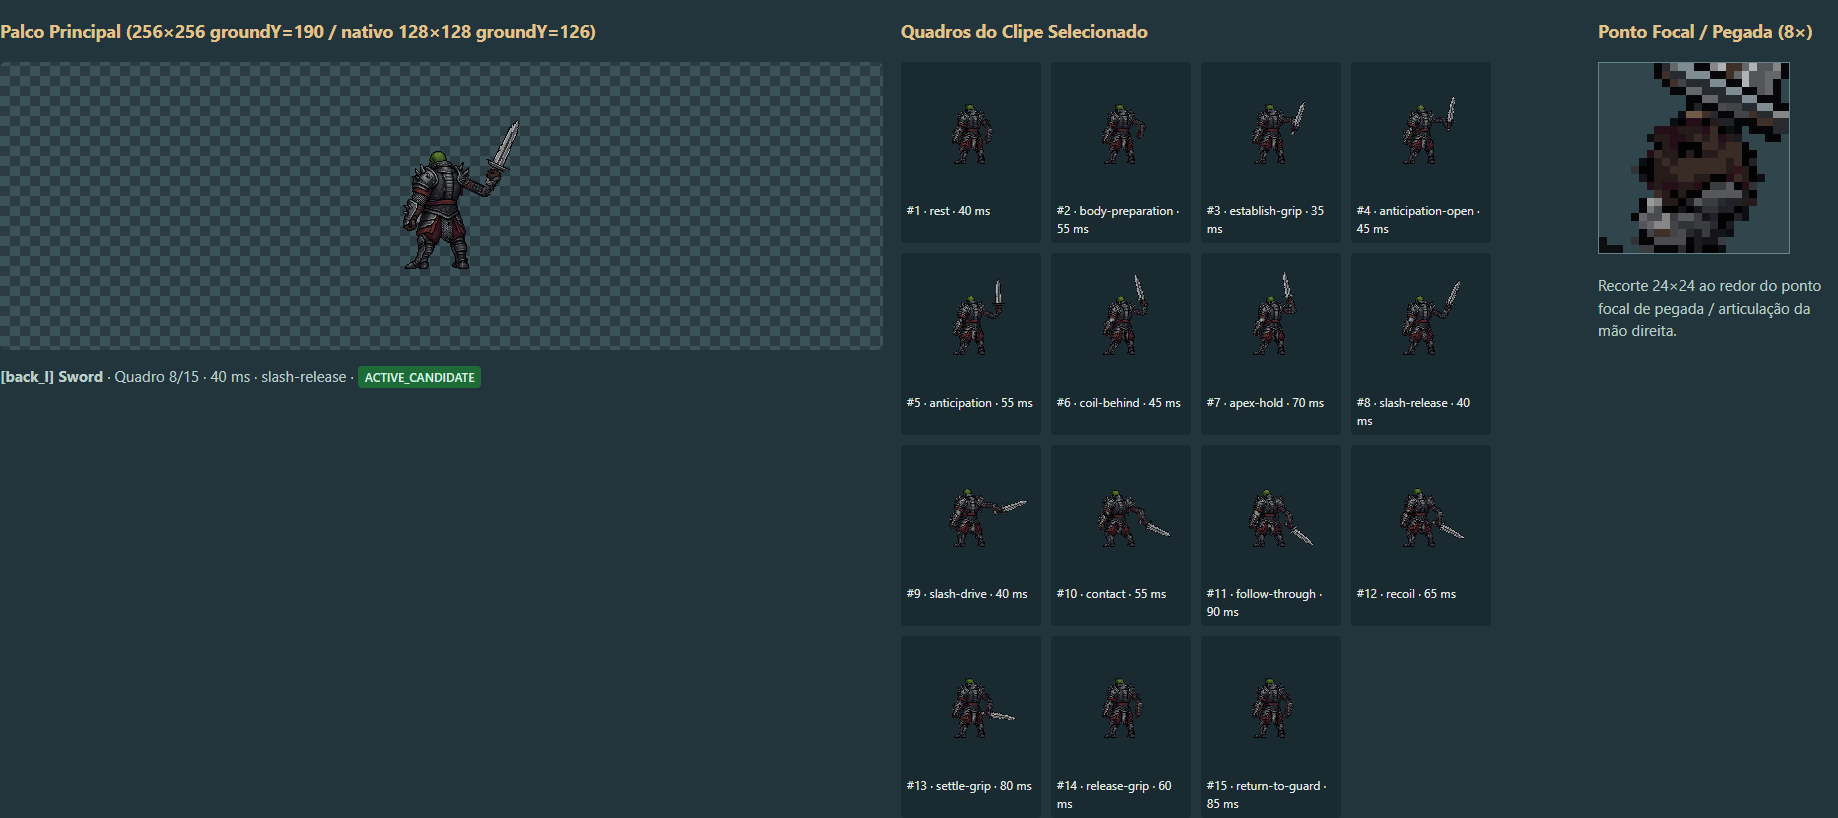 Palco Principal (256×256 groundY=190 / nativo 128×128 groundY=126)
[back_l] Sword · Quadro 8/15 · 40 ms · slash-release · ACTIVE_CANDIDATE
Quadros do Clipe Selecionado
#1 · rest · 40 ms
#2 · body-preparation ·
55 ms
#3 · establish-grip · 35
ms
#4 · anticipation-open ·
45 ms
#5 · anticipation · 55 ms
#6 · coil-behind · 45 ms
#7 · apex-hold · 70 ms
#8 · slash-release · 40
ms
#9 · slash-drive · 40 ms
#10 · contact · 55 ms
#11 · follow-through ·
90 ms
#12 · recoil · 65 ms
#13 · settle-grip · 80 ms
#14 · release-grip · 60
ms
#15 · return-to-guard ·
85 ms
Ponto Focal / Pegada (8×)
Recorte 24×24 ao redor do ponto
focal de pegada / articulação da
mão direita.